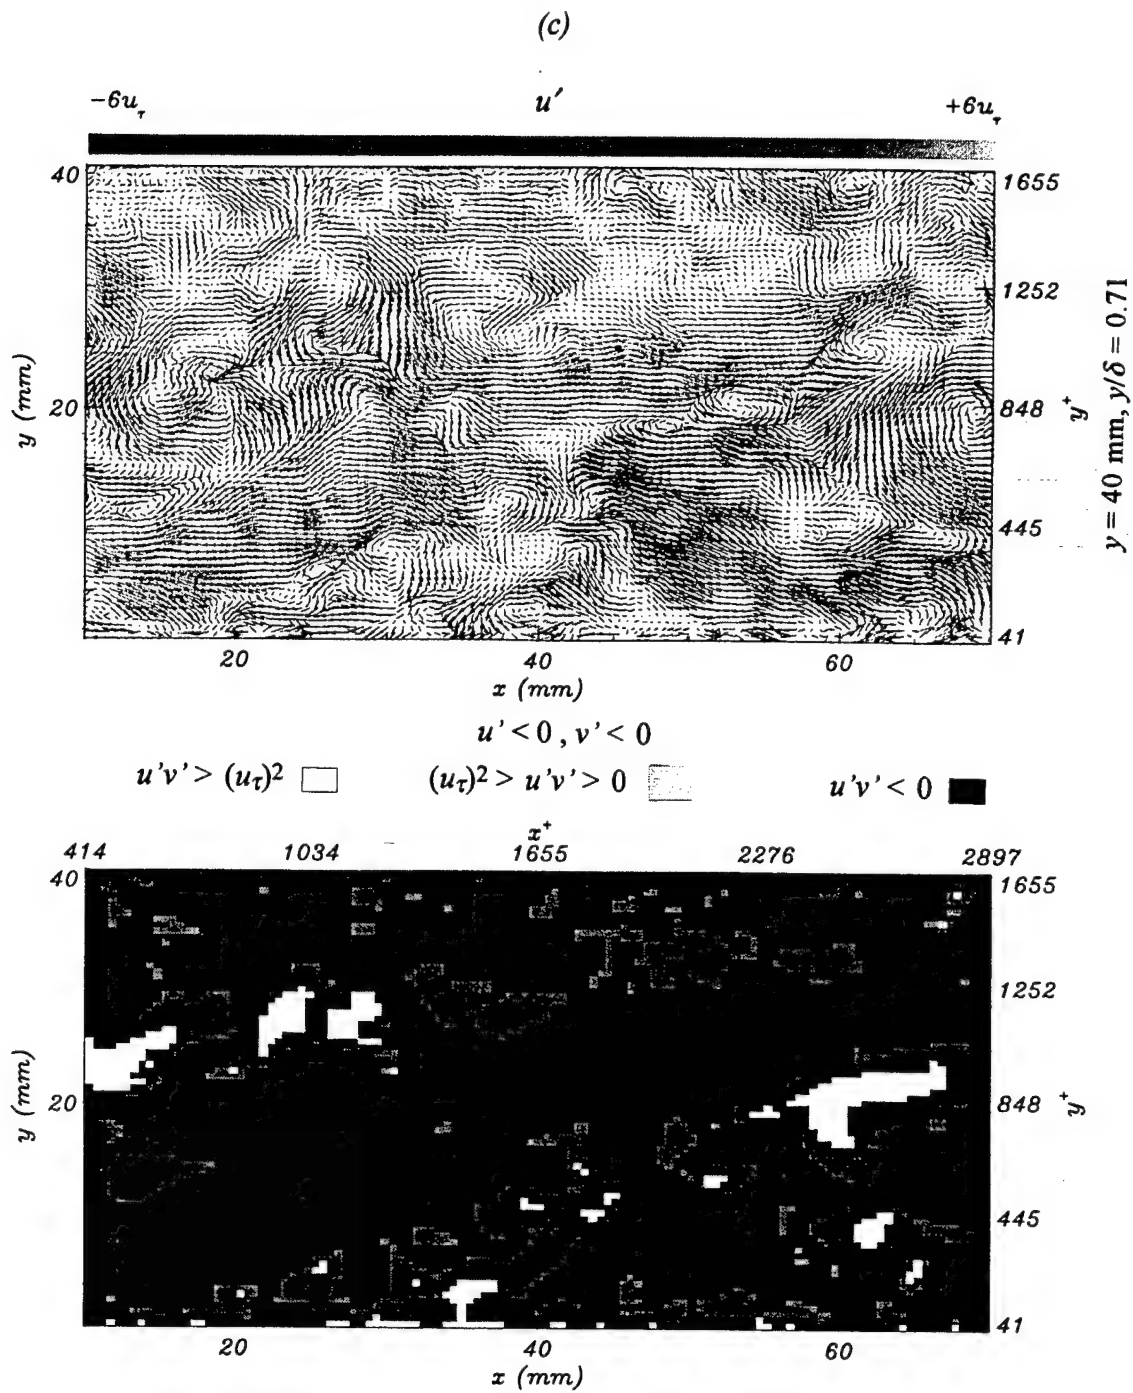 (c)
−6u_τ u′ +6u_τ
40 1655
1252
20 848
445
41
y (mm)
y⁺
y = 40 mm, y/δ = 0.71
20 40 60
x (mm)
u’ < 0 , v’ < 0
u’v’ > (u_τ)² (u_τ)² > u’v’ > 0 u’v’ < 0
x⁺
414 1034 1655 2276 2897
40 1655
1252
20 848
445
41
y (mm)
y⁺
20 40 60
x (mm)